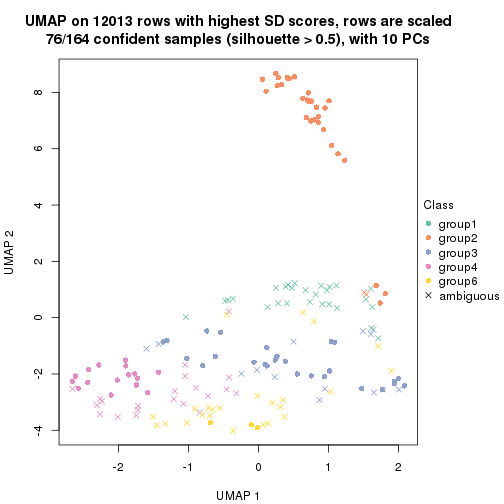 UMAP on 12013 rows with highest SD scores, rows are scaled
76/164 confident samples (silhouette > 0.5), with 10 PCs
8
6
4
2
0
-2
-4
UMAP 2
-2
-1
0
1
2
UMAP 1
Class
group1
group2
group3
group4
group6
ambiguous